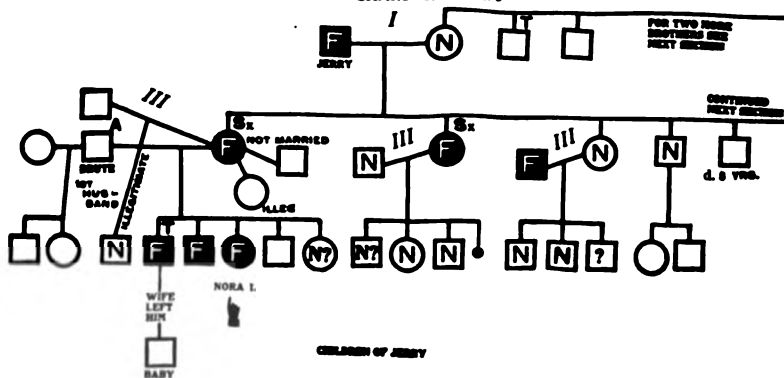 I
T
FOR TWO MORE
BROTHERS SEE
NEXT SECTION
F
N
JERRY
CONTINUED
NEXT SECTION
III
Sx
Sx
A
F
NOT MARRIED
III
N
F
III
F
N
N
BRUTE
1ST
HUS-
BAND
ILLEGITIMATE
ILLEG
d. 8 YRS.
T
N
F
F
F
N?
N?
N
N
N
N
?
WIFE
LEFT
HIM
NORA I.
BABY
CHILDREN OF JERRY